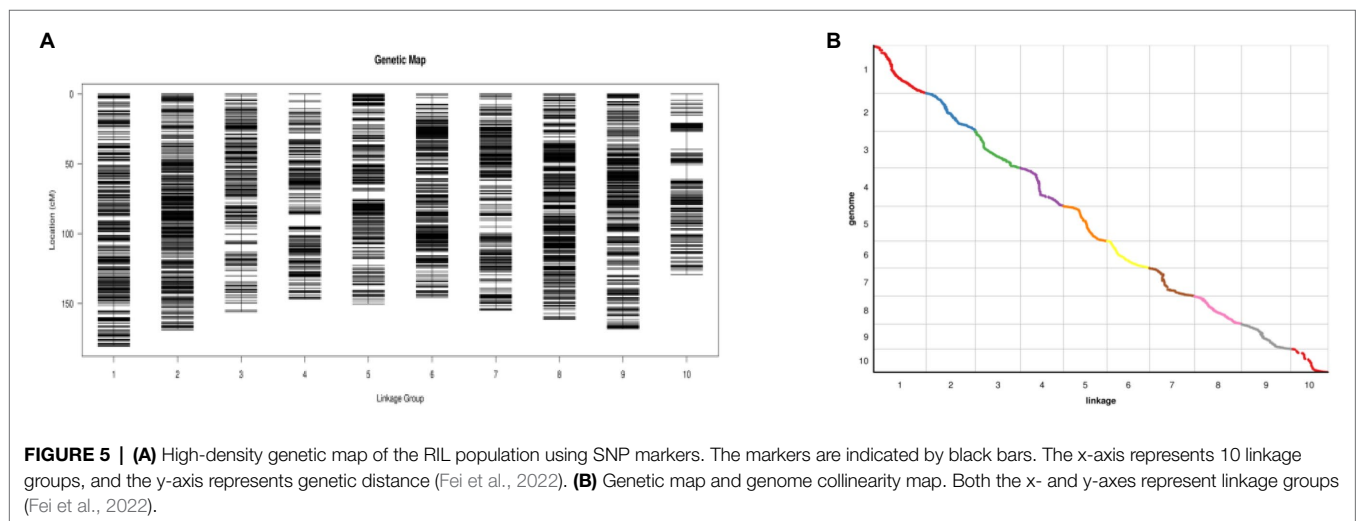 A
Genetic Map
0
50
100
150
Location (cM)
1 2 3 4 5 6 7 8 9 10
Linkage Group
B
1
2
3
4
5
6
7
8
9
10
genome
1 2 3 4 5 6 7 8 9 10
linkage
FIGURE 5 | (A) High-density genetic map of the RIL population using SNP markers. The markers are indicated by black bars. The x-axis represents 10 linkage
groups, and the y-axis represents genetic distance (Fei et al., 2022). (B) Genetic map and genome collinearity map. Both the x- and y-axes represent linkage groups
(Fei et al., 2022).